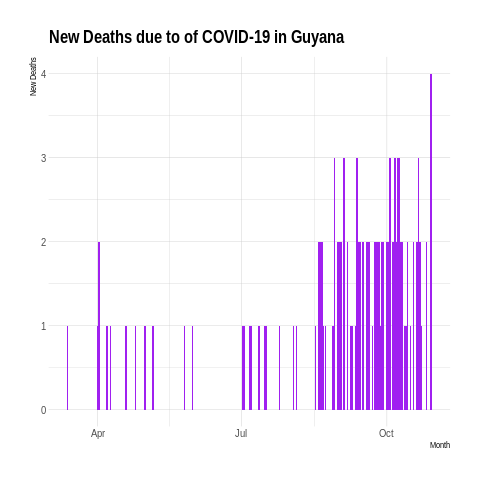 New Deaths due to of COVID-19 in Guyana
New Deaths
4
3
2
1
0
Apr
Jul
Oct
Month